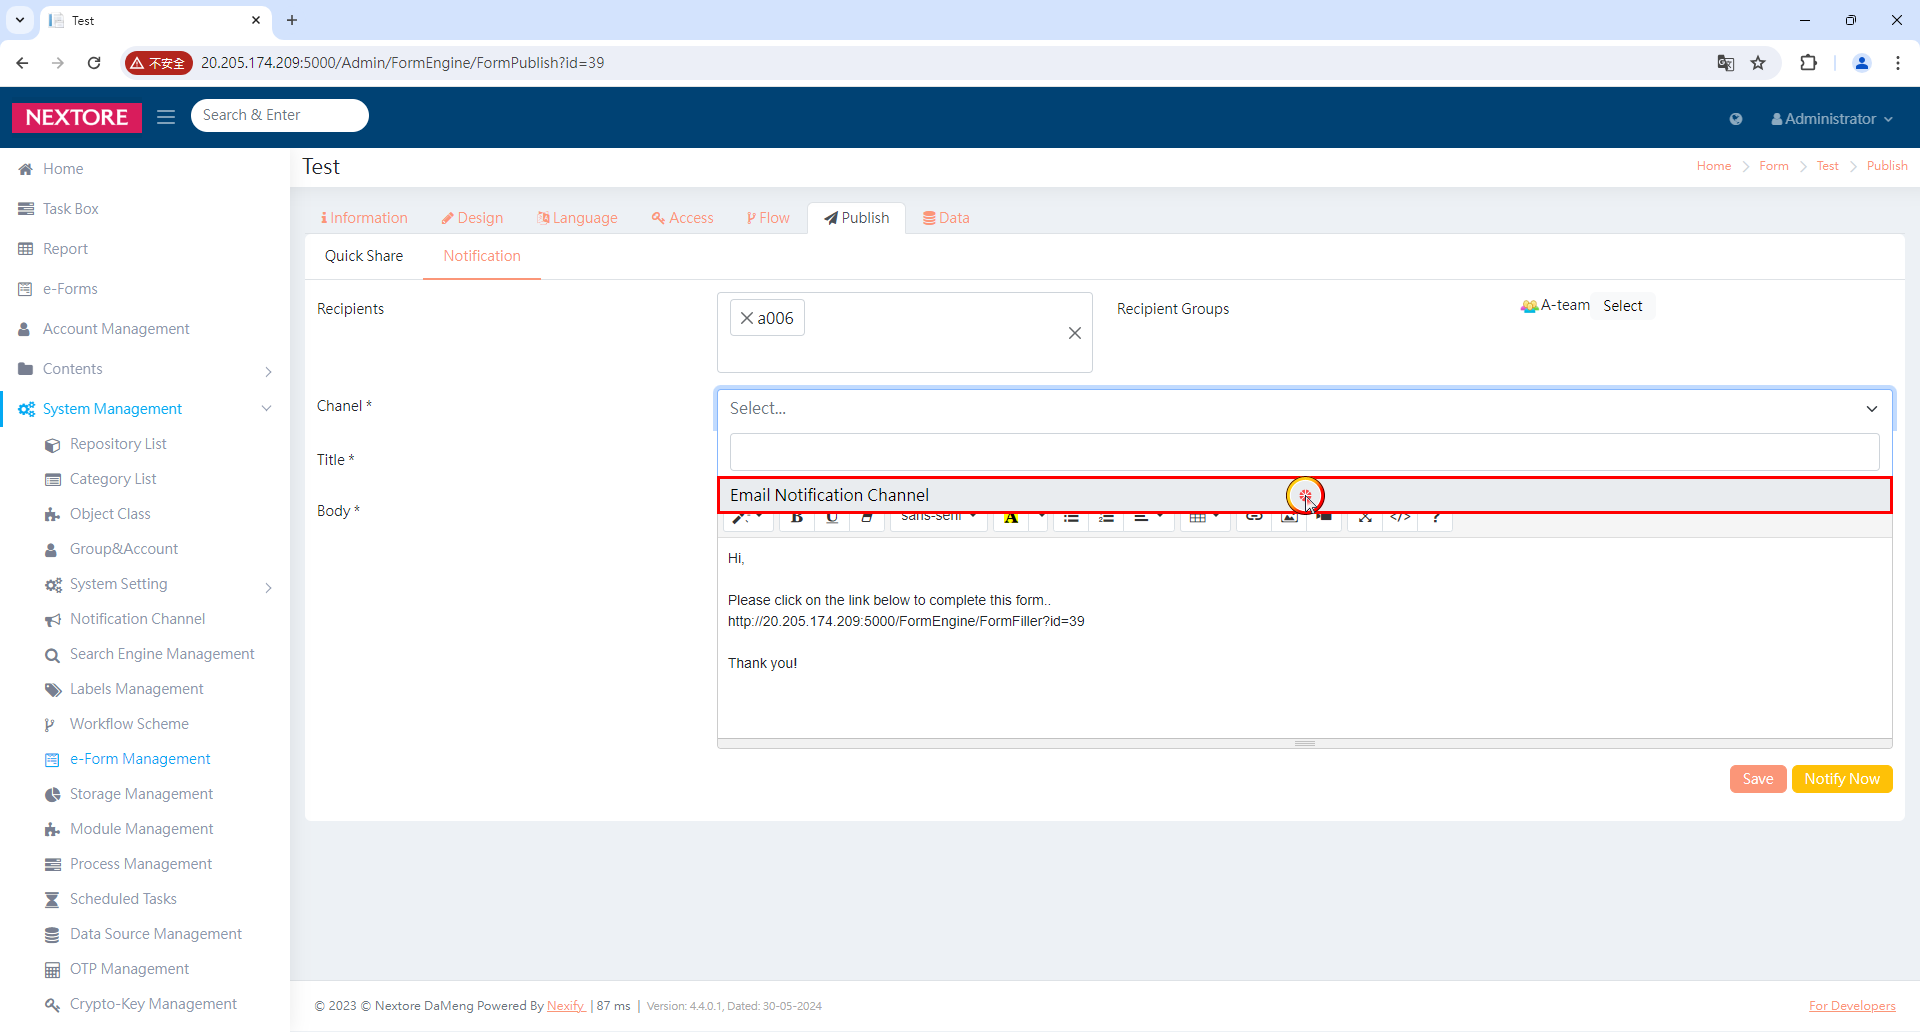 Test
不安全
20.205.174.209:5000/Admin/FormEngine/FormPublish?id=39
NEXTORE
Search & Enter
Administrator
Home
Task Box
Report
e-Forms
Account Management
Contents
System Management
Repository List
Category List
Object Class
Group&Account
System Setting
Notification Channel
Search Engine Management
Labels Management
Workflow Scheme
e-Form Management
Storage Management
Module Management
Process Management
Scheduled Tasks
Data Source Management
OTP Management
Crypto-Key Management
Test
Home Form Test Publish
Information Design Language Access Flow Publish Data
Quick Share Notification
Recipients
a006
Recipient Groups
A-team Select
Chanel *
Select...
Title *
Email Notification Channel
Body *
B U sans-serif A </> ?
Hi,
Please click on the link below to complete this form..
http://20.205.174.209:5000/FormEngine/FormFiller?id=39
Thank you!
Save Notify Now
© 2023 © Nextore DaMeng Powered By Nexify | 87 ms | Version: 4.4.0.1, Dated: 30-05-2024
For Developers